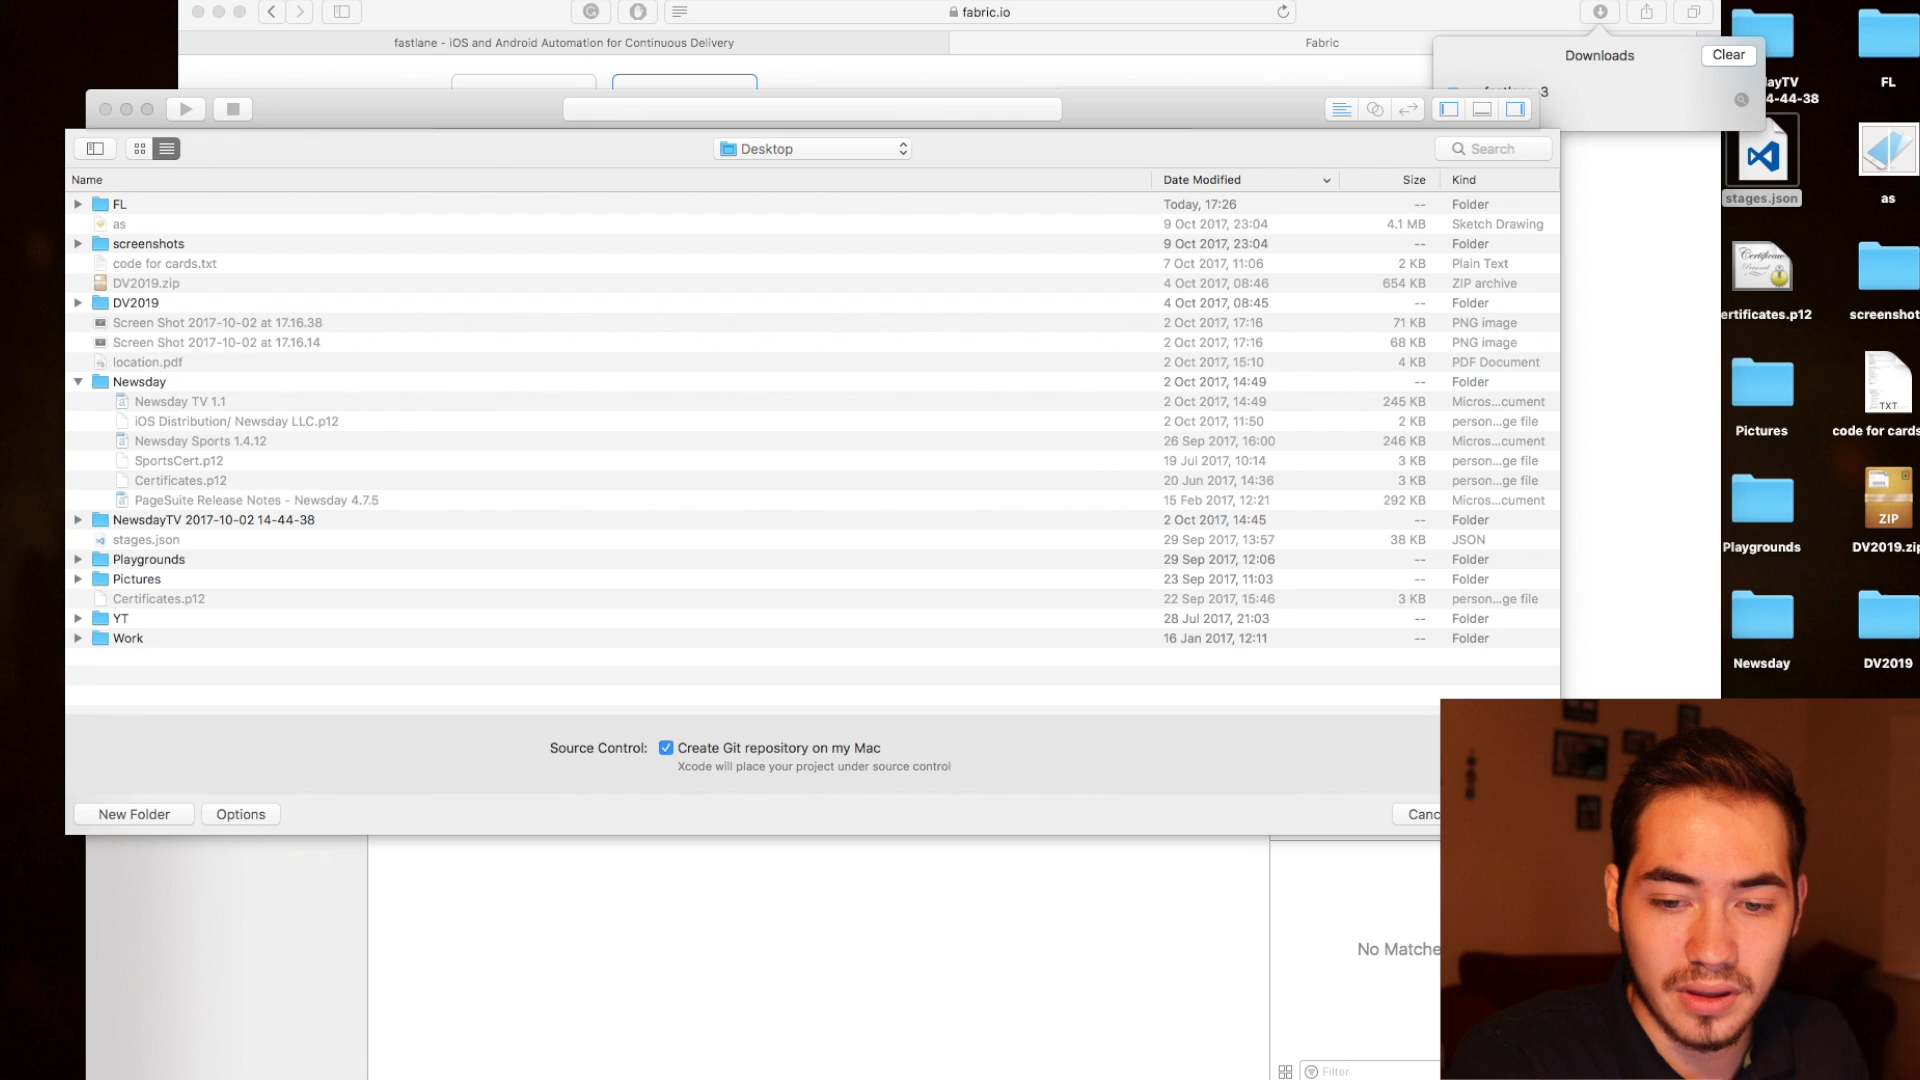 fabric.io
fastlane - iOS and Android Automation for Continuous Delivery
Fabric
Downloads
Clear
Desktop
Search
Name
Date Modified
Size
Kind
FL
Today, 17:26
--
Folder
as
9 Oct 2017, 23:04
4.1 MB
Sketch Drawing
screenshots
9 Oct 2017, 23:04
--
Folder
code for cards.txt
7 Oct 2017, 11:06
2 KB
Plain Text
DV2019.zip
4 Oct 2017, 08:46
654 KB
ZIP archive
DV2019
4 Oct 2017, 08:45
--
Folder
Screen Shot 2017-10-02 at 17.16.38
2 Oct 2017, 17:16
71 KB
PNG image
Screen Shot 2017-10-02 at 17.16.14
2 Oct 2017, 17:16
68 KB
PNG image
location.pdf
2 Oct 2017, 15:10
4 KB
PDF Document
Newsday
2 Oct 2017, 14:49
--
Folder
Newsday TV 1.1
2 Oct 2017, 14:49
245 KB
Micros...cument
iOS Distribution/ Newsday LLC.p12
2 Oct 2017, 11:50
2 KB
person...ge file
Newsday Sports 1.4.12
26 Sep 2017, 16:00
246 KB
Micros...cument
SportsCert.p12
19 Jul 2017, 10:14
3 KB
person...ge file
Certificates.p12
20 Jun 2017, 14:36
3 KB
person...ge file
PageSuite Release Notes - Newsday 4.7.5
15 Feb 2017, 12:21
292 KB
Micros...cument
NewsdayTV 2017-10-02 14-44-38
2 Oct 2017, 14:45
--
Folder
stages.json
29 Sep 2017, 13:57
38 KB
JSON
Playgrounds
29 Sep 2017, 12:06
--
Folder
Pictures
23 Sep 2017, 11:03
--
Folder
Certificates.p12
22 Sep 2017, 15:46
3 KB
person...ge file
YT
28 Jul 2017, 21:03
--
Folder
Work
16 Jan 2017, 12:11
--
Folder
Source Control:
Create Git repository on my Mac
Xcode will place your project under source control
New Folder
Options
Canc
No Matche
Filter
ayTV
4-44-38
FL
stages.json
as
ertificates.p12
screenshot
Pictures
TXT
code for cards
Playgrounds
ZIP
DV2019.zip
Newsday
DV2019